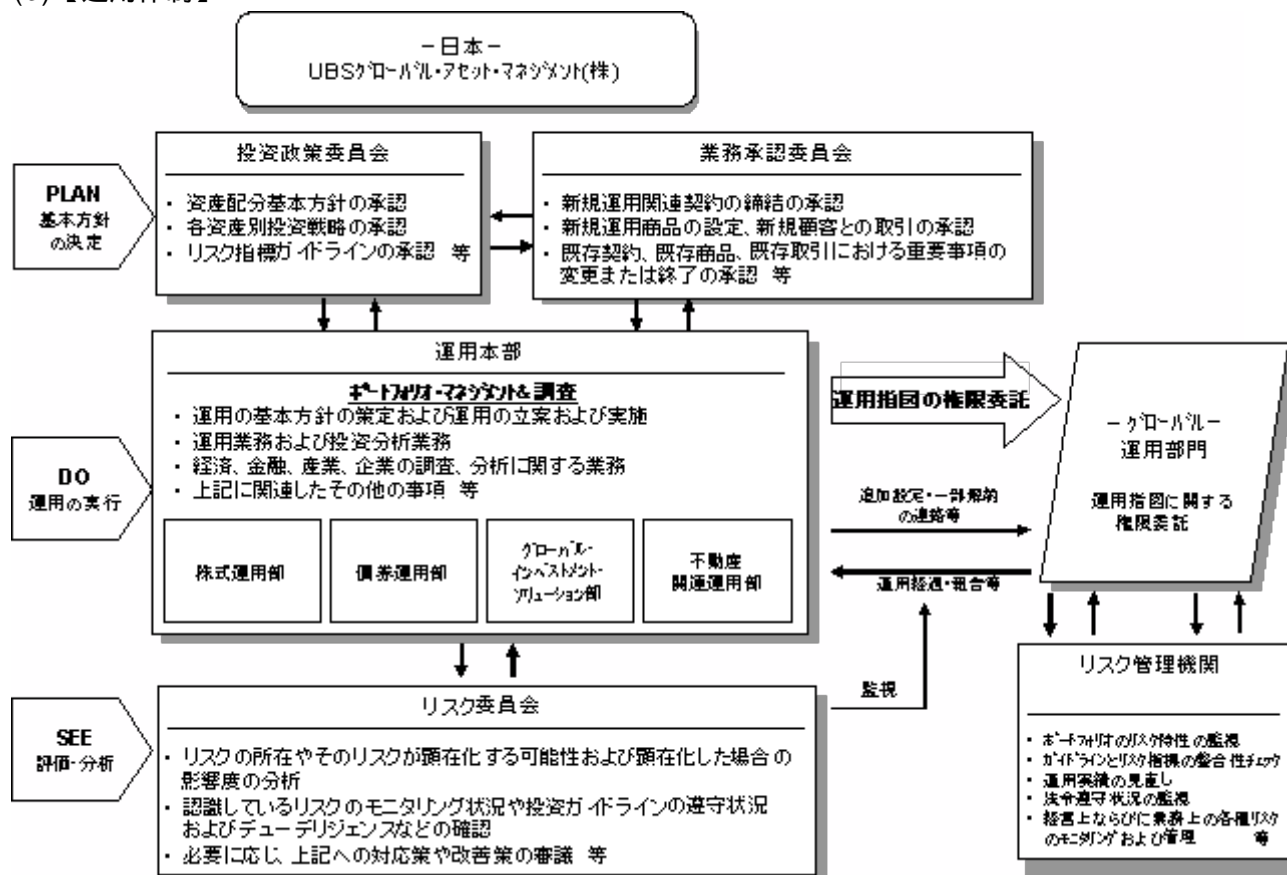 －日本－
UBSｸﾞﾛｰﾊﾞﾙ・ｱｾｯﾄ・ﾏﾈｼﾞﾒﾝﾄ(株)
PLAN
基本方針
の決定
投資政策委員会
・ 資産配分基本方針の承認
・ 各資産別投資戦略の承認
・ リスク指標ガイドラインの承認 等
業務承認委員会
・ 新規運用関連契約の締結の承認
・ 新規運用商品の設定、新規顧客との取引の承認
・ 既存契約、既存商品、既存取引における重要事項の
変更または終了の承認 等
DO
運用の実行
運用本部
ﾎﾟｰﾄﾌｫﾘｵ・ﾏﾈｼﾞﾒﾝﾄ&調査
・ 運用の基本方針の策定および運用の立案および実施
・ 運用業務および投資分析業務
・ 経済、金融、産業、企業の調査、分析に関する業務
・ 上記に関連したその他の事項 等
株式運用部
債券運用部
ｸﾞﾛｰﾊﾞﾙ・
ｲﾝﾍﾞｽﾄﾒﾝﾄ・
ｿﾘｭｰｼｮﾝ部
不動産
関連運用部
運用指図の権限委託
追加設定・一部解約
の連絡等
運用経過・報告等
監視
－ｸﾞﾛｰﾊﾞﾙ－
運用部門
運用指図に関する
権限委託
SEE
評価・分析
リスク委員会
・ リスクの所在やそのリスクが顕在化する可能性および顕在化した場合の
影響度の分析
・ 認識しているリスクのモニタリング状況や投資ガイドラインの遵守状況
およびデューデリジェンスなどの確認
・ 必要に応じ、上記への対応策や改善策の審議 等
リスク管理機関
・ ﾎﾟｰﾄﾌｫﾘｵのﾘｽｸ特性の監視
・ ｶﾞｲﾄﾞﾗｲﾝとﾘｽｸ指標の整合性ﾁｪｯｸ
・ 運用実績の見直し
・ 法令遵守状況の監視
・ 経営上ならびに業務上の各種ﾘｽｸ
のﾓﾆﾀﾘﾝｸﾞおよび管理 等